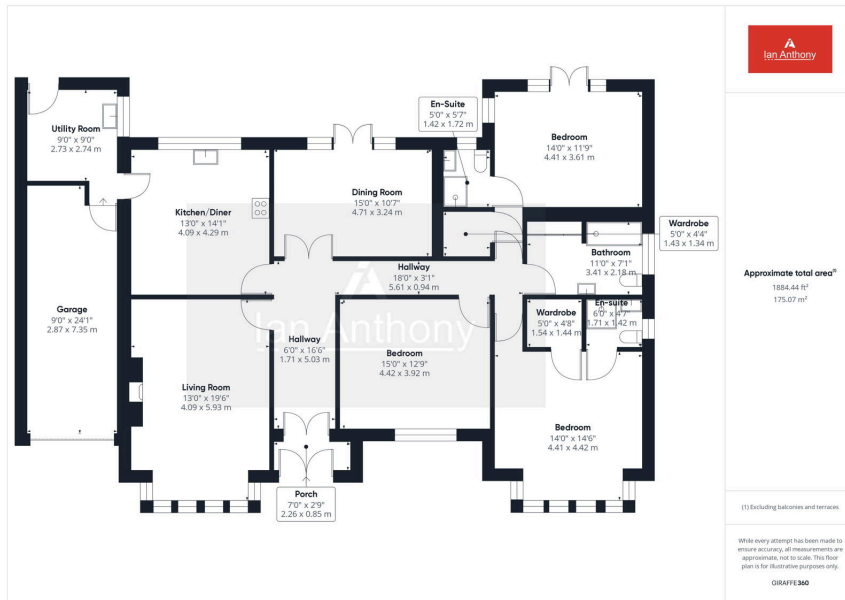 Utility Room
9'0" x 9'0"
2.73 x 2.74 m
Kitchen/Diner
13'0" x 14'1"
4.09 x 4.29 m
Dining Room
15'0" x 10'7"
4.71 x 3.24 m
En-Suite
5'0" x 5'7"
1.42 x 1.72 m
Bedroom
14'0" x 11'9"
4.41 x 3.61 m
Wardrobe
5'0" x 4'4"
1.43 x 1.34 m
Bathroom
11'0" x 7'1"
3.41 x 2.18 m
Hallway
18'0" x 3'1"
5.61 x 0.94 m
Garage
9'0" x 24'1"
2.87 x 7.35 m
Living Room
13'0" x 19'6"
4.09 x 5.93 m
Hallway
6'0" x 16'6"
1.71 x 5.03 m
Bedroom
15'0" x 12'9"
4.42 x 3.92 m
Wardrobe
5'0" x 4'8"
1.54 x 1.44 m
En-suite
6'0" x 4'7"
1.71 x 1.42 m
Bedroom
14'0" x 14'6"
4.41 x 4.42 m
Porch
7'0" x 2'9"
2.26 x 0.85 m
Ian Anthony
Ian Anthony
Approximate total area⁽¹⁾
1884.44 ft²
175.07 m²
(1) Excluding balconies and terraces
While every attempt has been made to
ensure accuracy, all measurements are
approximate, not to scale. This floor
plan is for illustrative purposes only.
GIRAFFE360